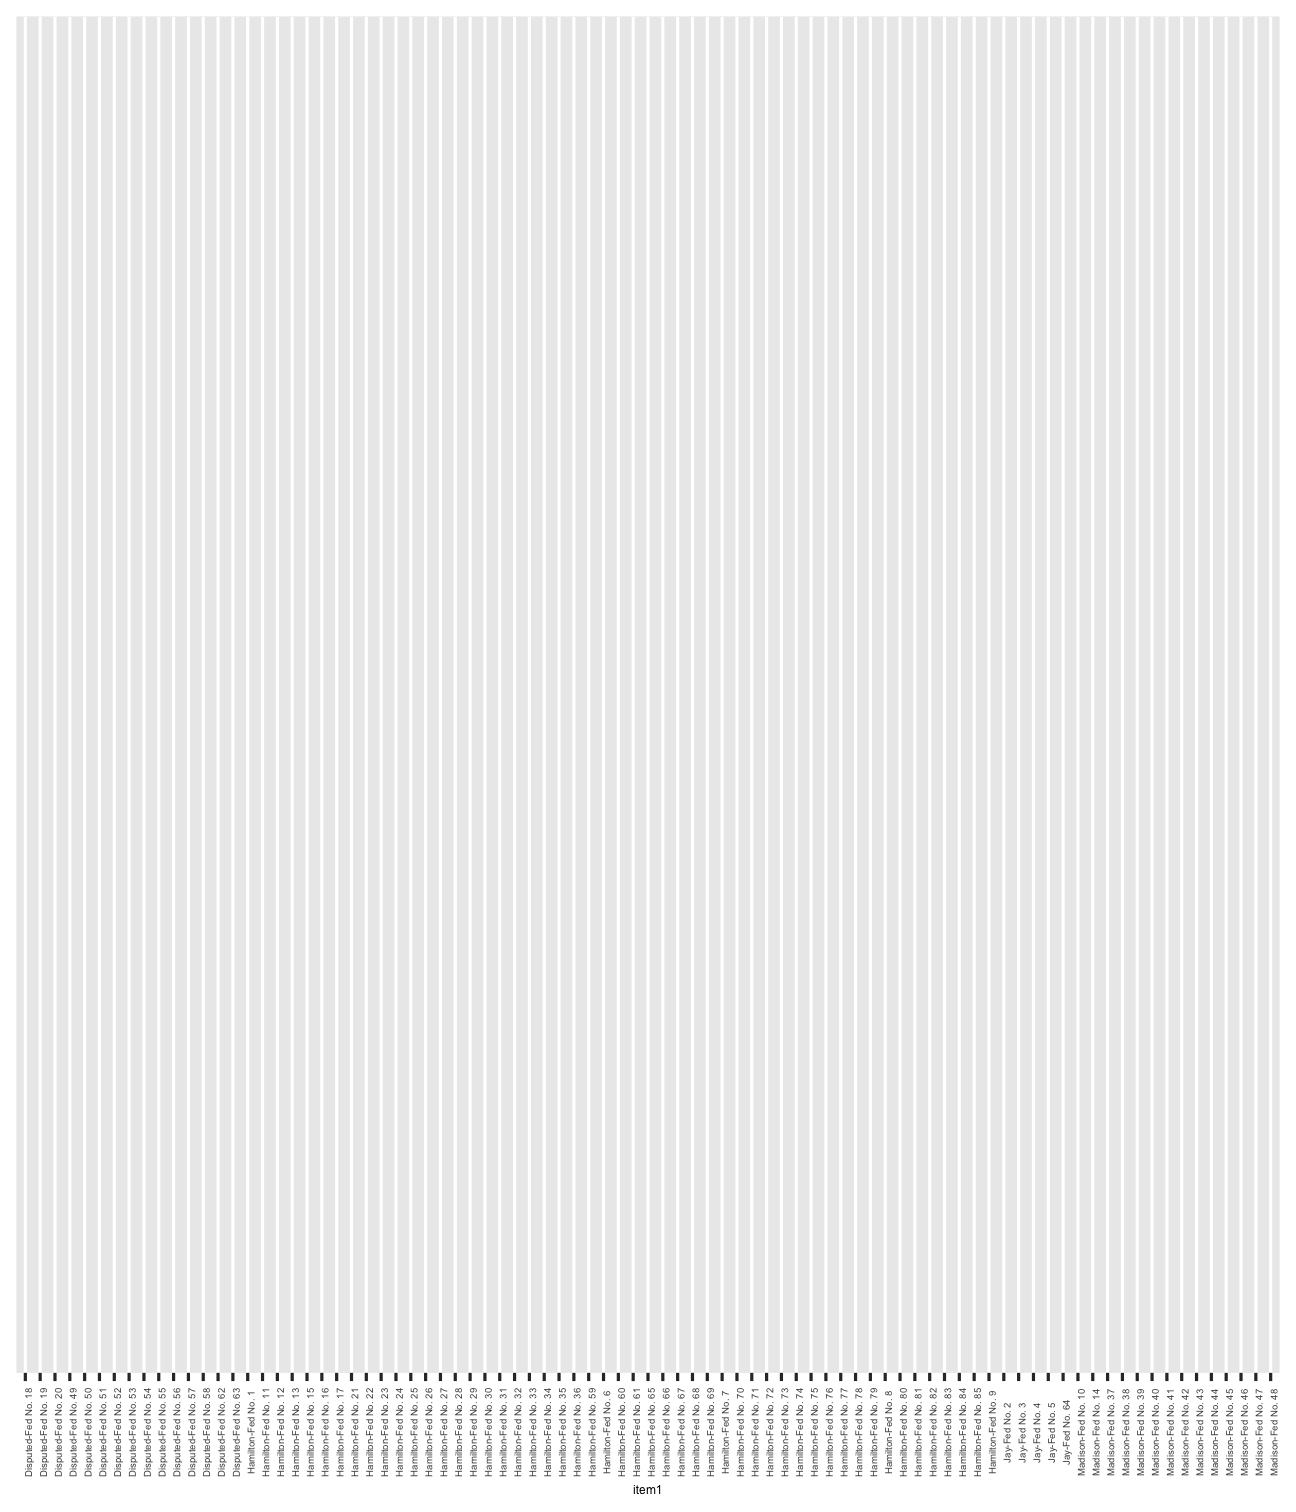 Disputed-Fed No. 18
Disputed-Fed No. 19
Disputed-Fed No. 20
Disputed-Fed No. 49
Disputed-Fed No. 50
Disputed-Fed No. 51
Disputed-Fed No. 52
Disputed-Fed No. 53
Disputed-Fed No. 54
Disputed-Fed No. 55
Disputed-Fed No. 56
Disputed-Fed No. 57
Disputed-Fed No. 58
Disputed-Fed No. 62
Disputed-Fed No. 63
Hamilton-Fed No. 1
Hamilton-Fed No. 11
Hamilton-Fed No. 12
Hamilton-Fed No. 13
Hamilton-Fed No. 15
Hamilton-Fed No. 16
Hamilton-Fed No. 17
Hamilton-Fed No. 21
Hamilton-Fed No. 22
Hamilton-Fed No. 23
Hamilton-Fed No. 24
Hamilton-Fed No. 25
Hamilton-Fed No. 26
Hamilton-Fed No. 27
Hamilton-Fed No. 28
Hamilton-Fed No. 29
Hamilton-Fed No. 30
Hamilton-Fed No. 31
Hamilton-Fed No. 32
Hamilton-Fed No. 33
Hamilton-Fed No. 34
Hamilton-Fed No. 35
Hamilton-Fed No. 36
Hamilton-Fed No. 59
Hamilton-Fed No. 6
Hamilton-Fed No. 60
Hamilton-Fed No. 61
Hamilton-Fed No. 65
Hamilton-Fed No. 66
Hamilton-Fed No. 67
Hamilton-Fed No. 68
Hamilton-Fed No. 69
Hamilton-Fed No. 7
Hamilton-Fed No. 70
Hamilton-Fed No. 71
Hamilton-Fed No. 72
Hamilton-Fed No. 73
Hamilton-Fed No. 74
Hamilton-Fed No. 75
Hamilton-Fed No. 76
Hamilton-Fed No. 77
Hamilton-Fed No. 78
Hamilton-Fed No. 79
Hamilton-Fed No. 8
Hamilton-Fed No. 80
Hamilton-Fed No. 81
Hamilton-Fed No. 82
Hamilton-Fed No. 83
Hamilton-Fed No. 84
Hamilton-Fed No. 85
Hamilton-Fed No. 9
Jay-Fed No. 2
Jay-Fed No. 3
Jay-Fed No. 4
Jay-Fed No. 5
Jay-Fed No. 64
Madison-Fed No. 10
Madison-Fed No. 14
Madison-Fed No. 37
Madison-Fed No. 38
Madison-Fed No. 39
Madison-Fed No. 40
Madison-Fed No. 41
Madison-Fed No. 42
Madison-Fed No. 43
Madison-Fed No. 44
Madison-Fed No. 45
Madison-Fed No. 46
Madison-Fed No. 47
Madison-Fed No. 48
item1